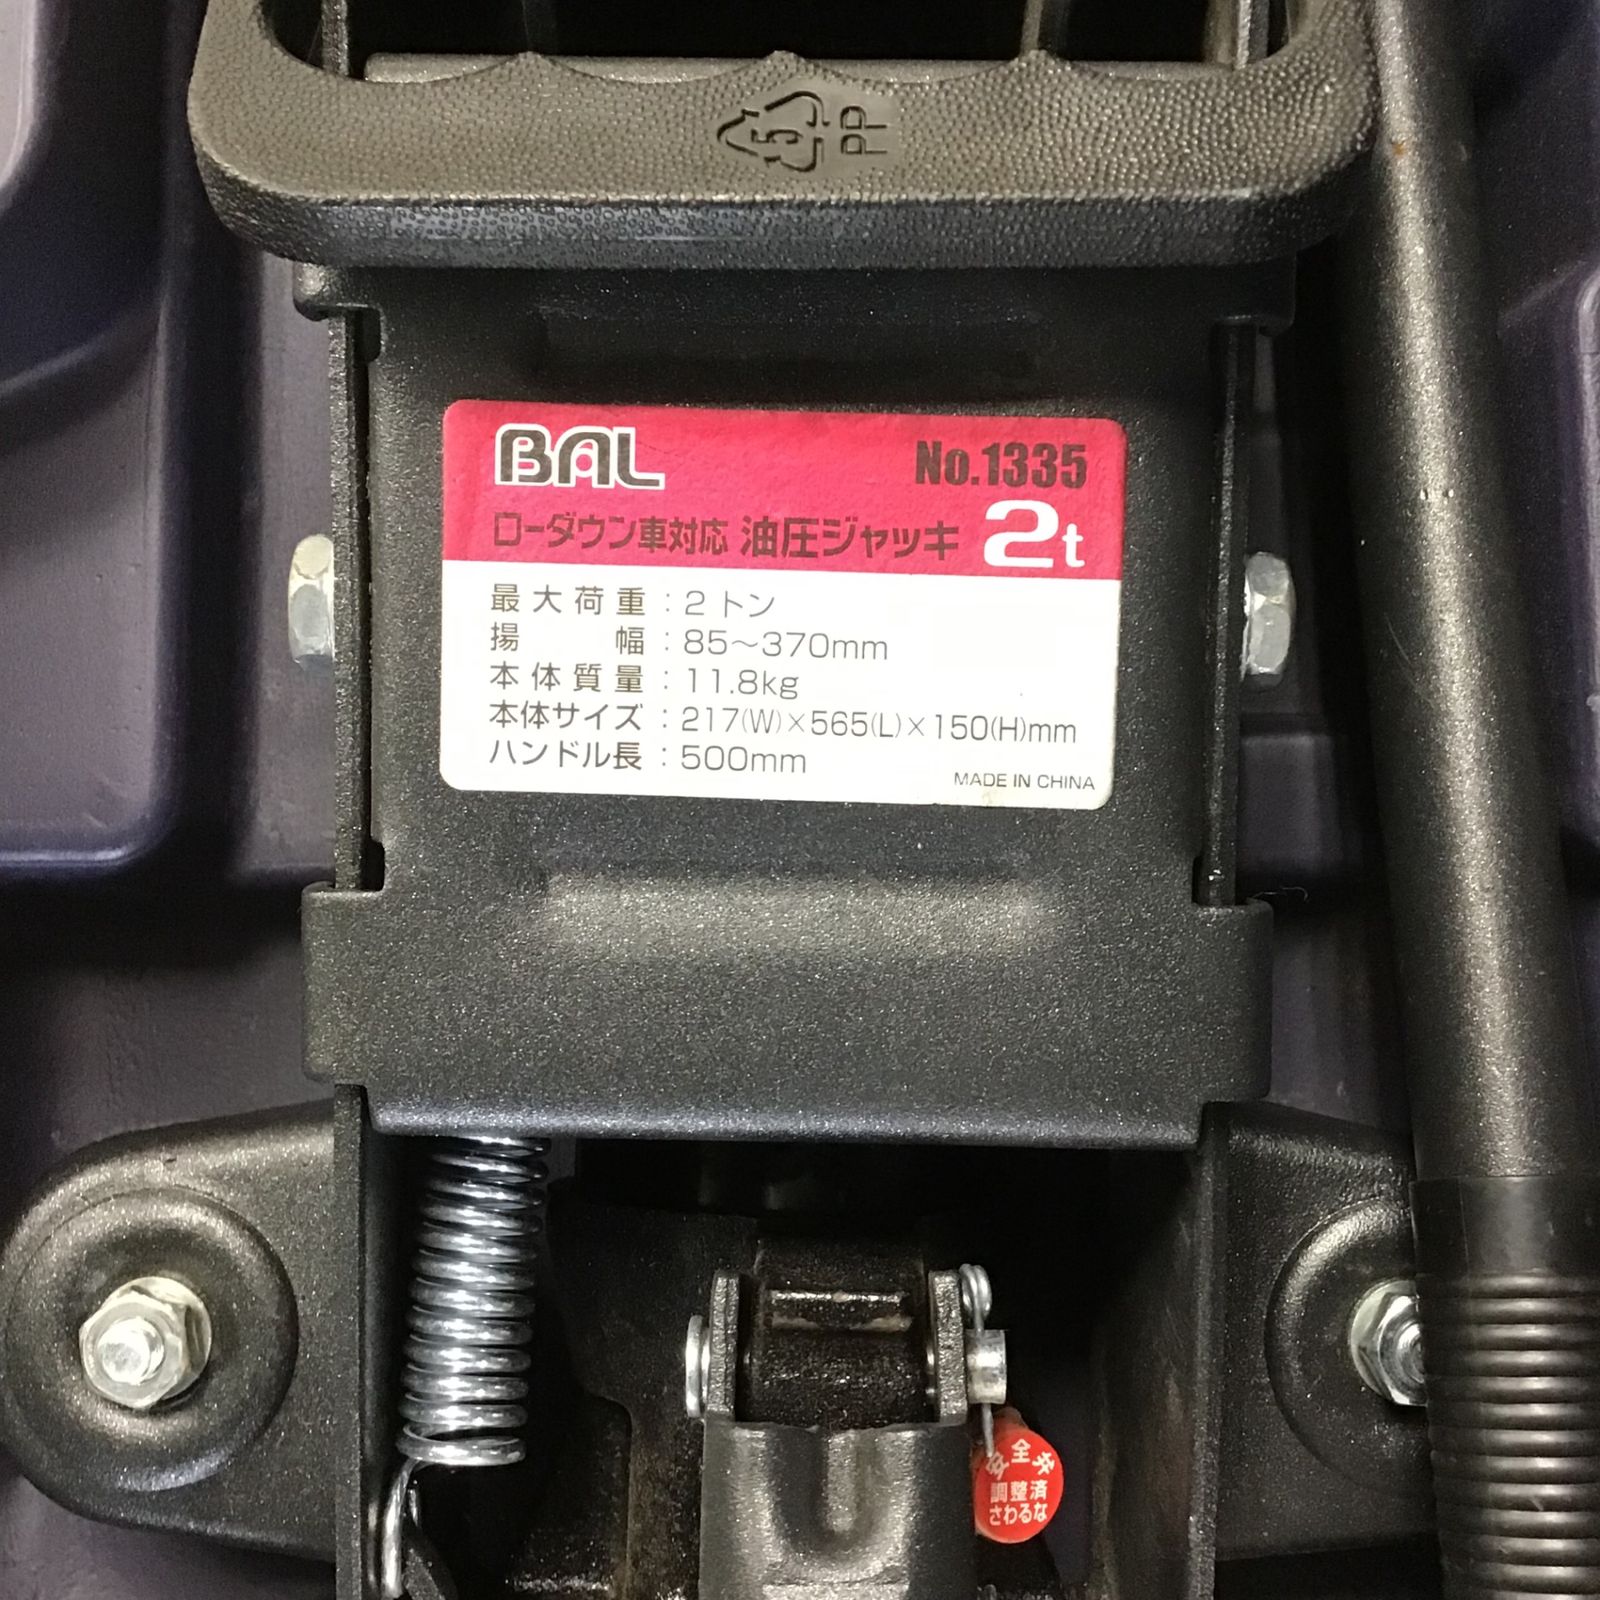 5
PP
BAL No.1335
ローダウン車対応 油圧ジャッキ 2t
最大荷重：2トン
揚幅：85～370mm
本体質量：11.8kg
本体サイズ：217(W)×565(L)×150(H)mm
ハンドル長：500mm
MADE IN CHINA
安全弁
調整済
さわるな